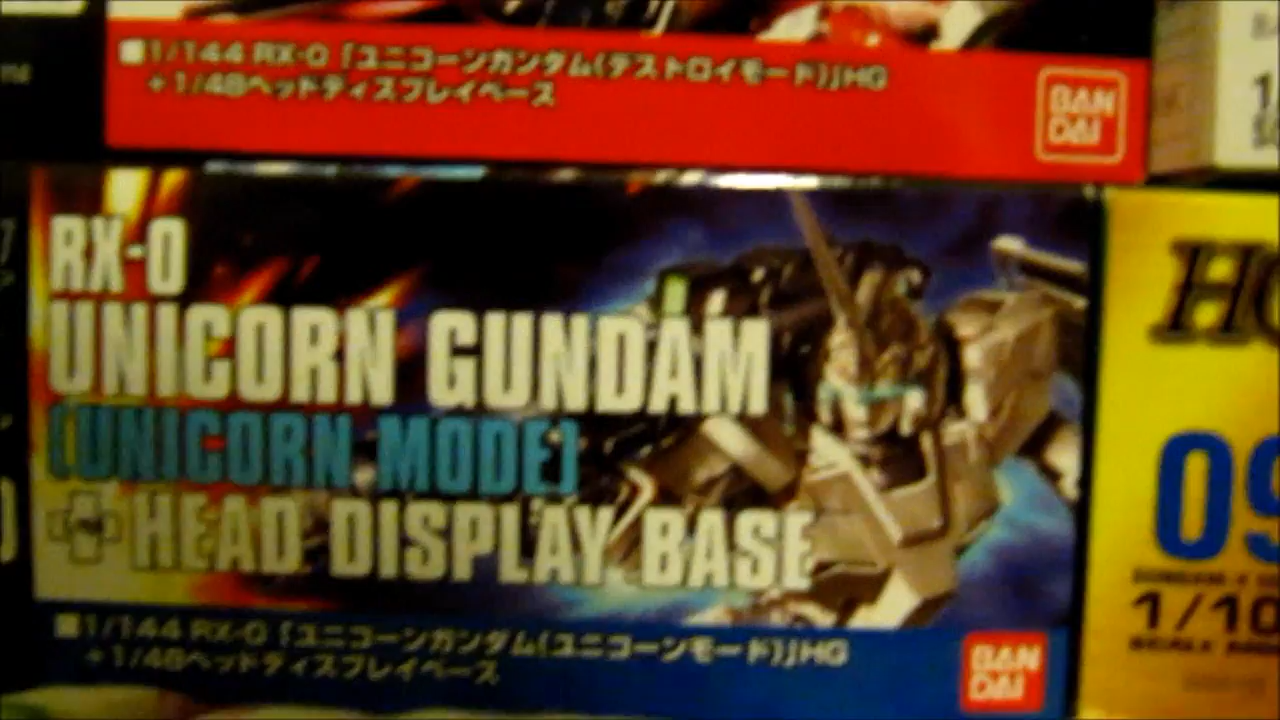 ■1/144 RX-0「ユニコーンガンダム(デストロイモード)」HG
+1/48ヘッドディスプレイベース
BAN
DAI
RX-0
UNICORN GUNDAM
[UNICORN MODE]
HEAD DISPLAY BASE
■1/144 RX-0「ユニコーンガンダム(ユニコーンモード)」HG
+1/48ヘッドディスプレイベース
BAN
DAI
09
1/10